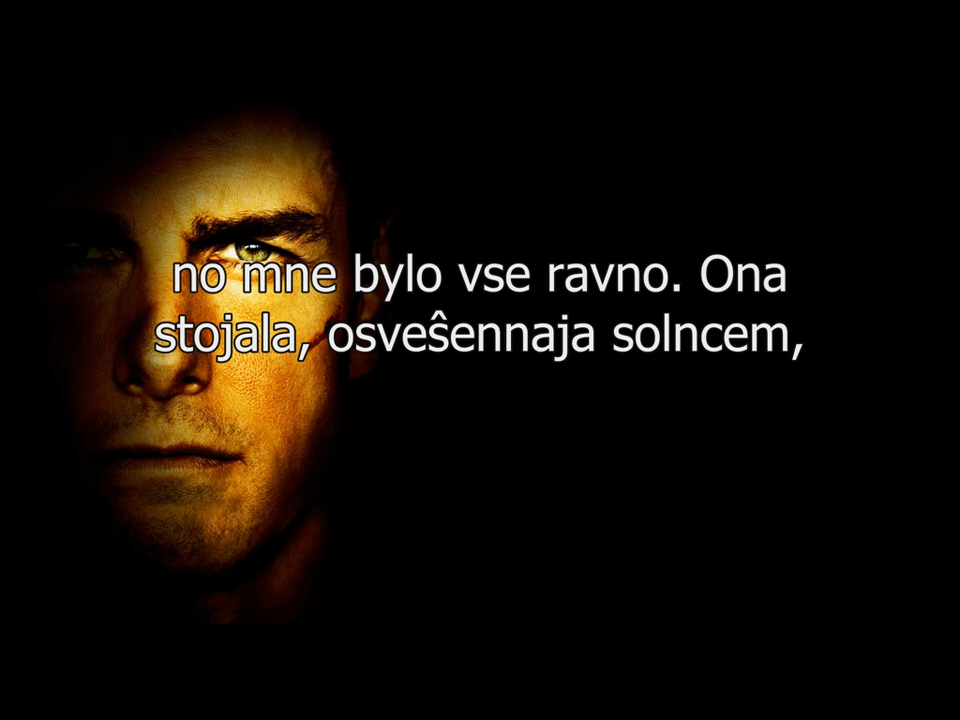 no mne bylo vse ravno. Ona
stojala, osveŝennaja solncem,